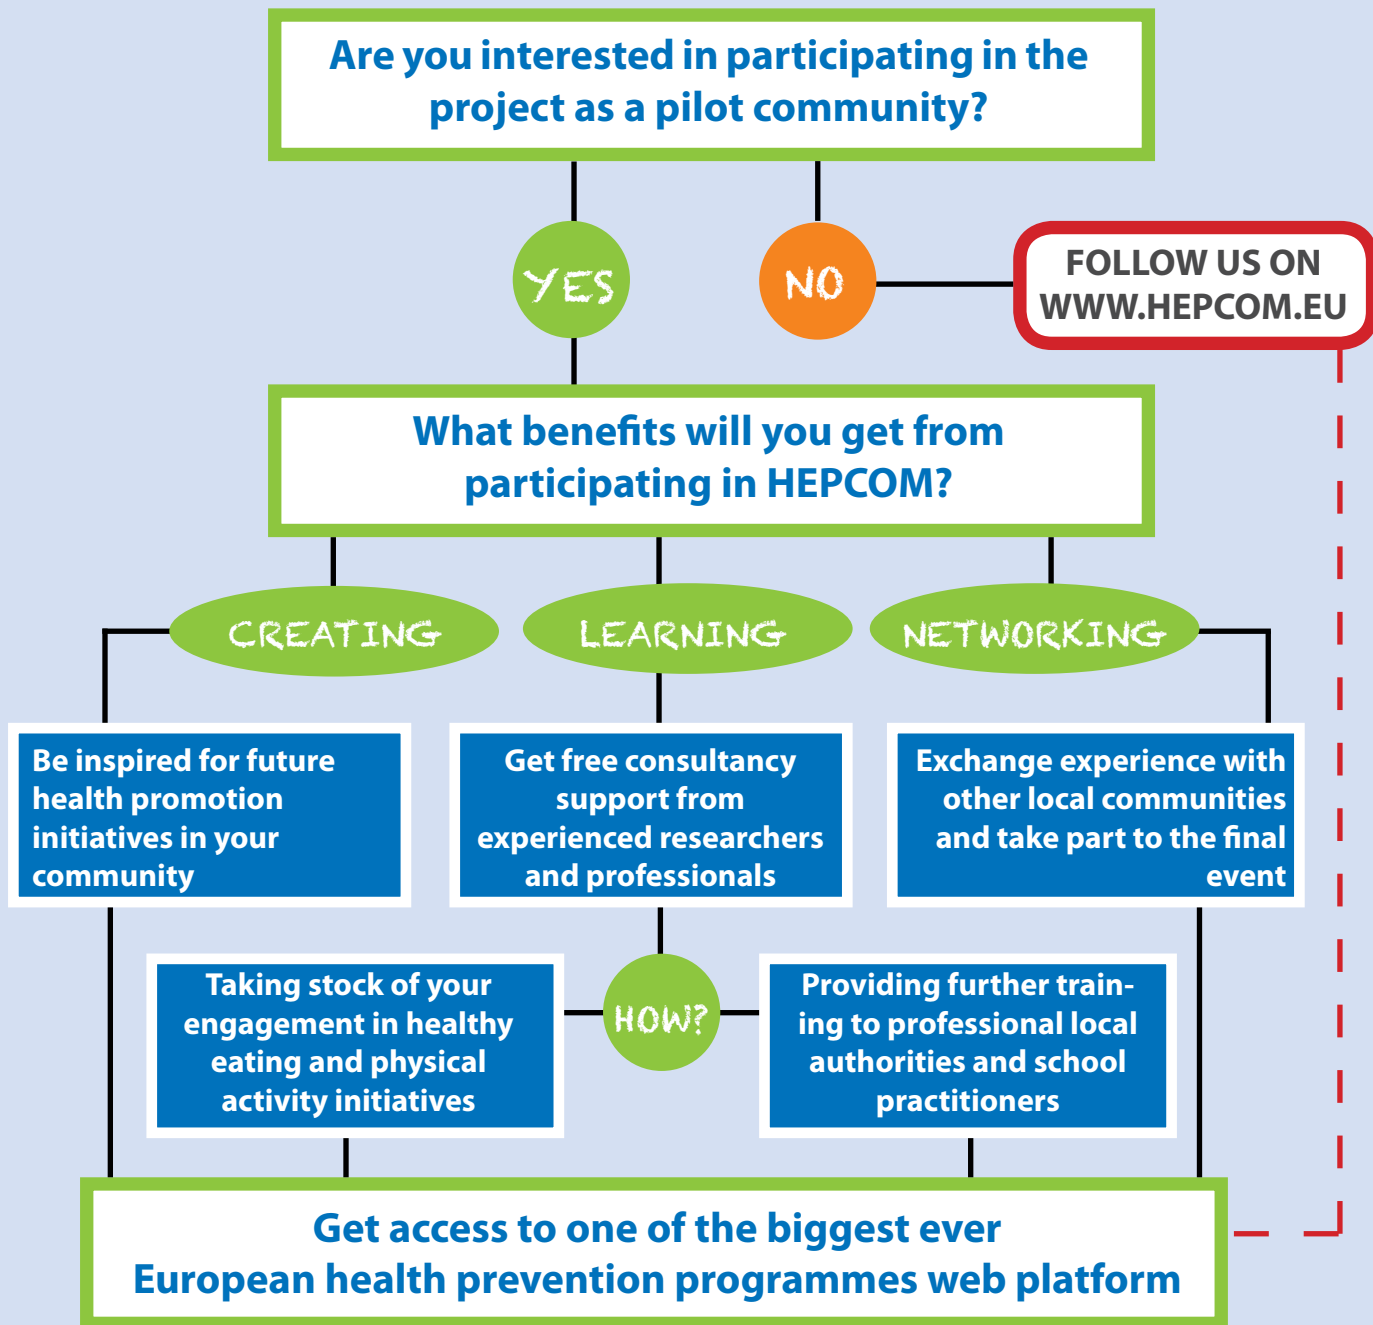 Are you interested in participating in the
project as a pilot community?
YES
NO
FOLLOW US ON
WWW.HEPCOM.EU
What benefits will you get from
participating in HEPCOM?
CREATING
LEARNING
NETWORKING
Be inspired for future
health promotion
initiatives in your
community
Get free consultancy
support from
experienced researchers
and professionals
Exchange experience with
other local communities
and take part to the final
event
Taking stock of your
engagement in healthy
eating and physical
activity initiatives
HOW?
Providing further train-
ing to professional local
authorities and school
practitioners
Get access to one of the biggest ever
European health prevention programmes web platform